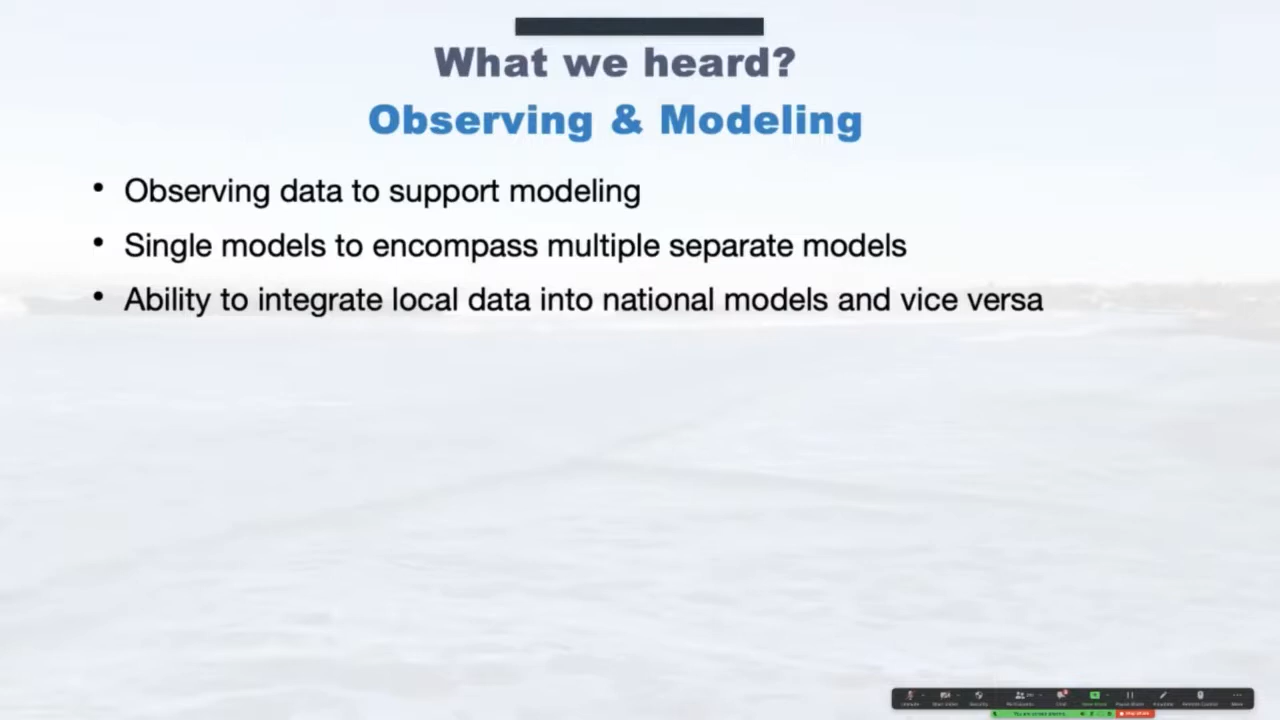 What we heard?
Observing & Modeling
• Observing data to support modeling
• Single models to encompass multiple separate models
• Ability to integrate local data into national models and vice versa